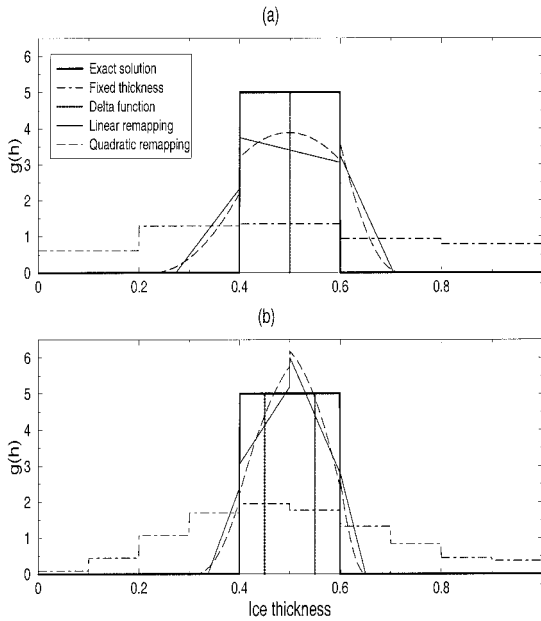 (a)
6
5
4
3
2
1
0
g(h)
Exact solution
Fixed thickness
Delta function
Linear remapping
Quadratic remapping
0 0.2 0.4 0.6 0.8 1
(b)
6
5
4
3
2
1
0
g(h)
0 0.2 0.4 0.6 0.8
Ice thickness